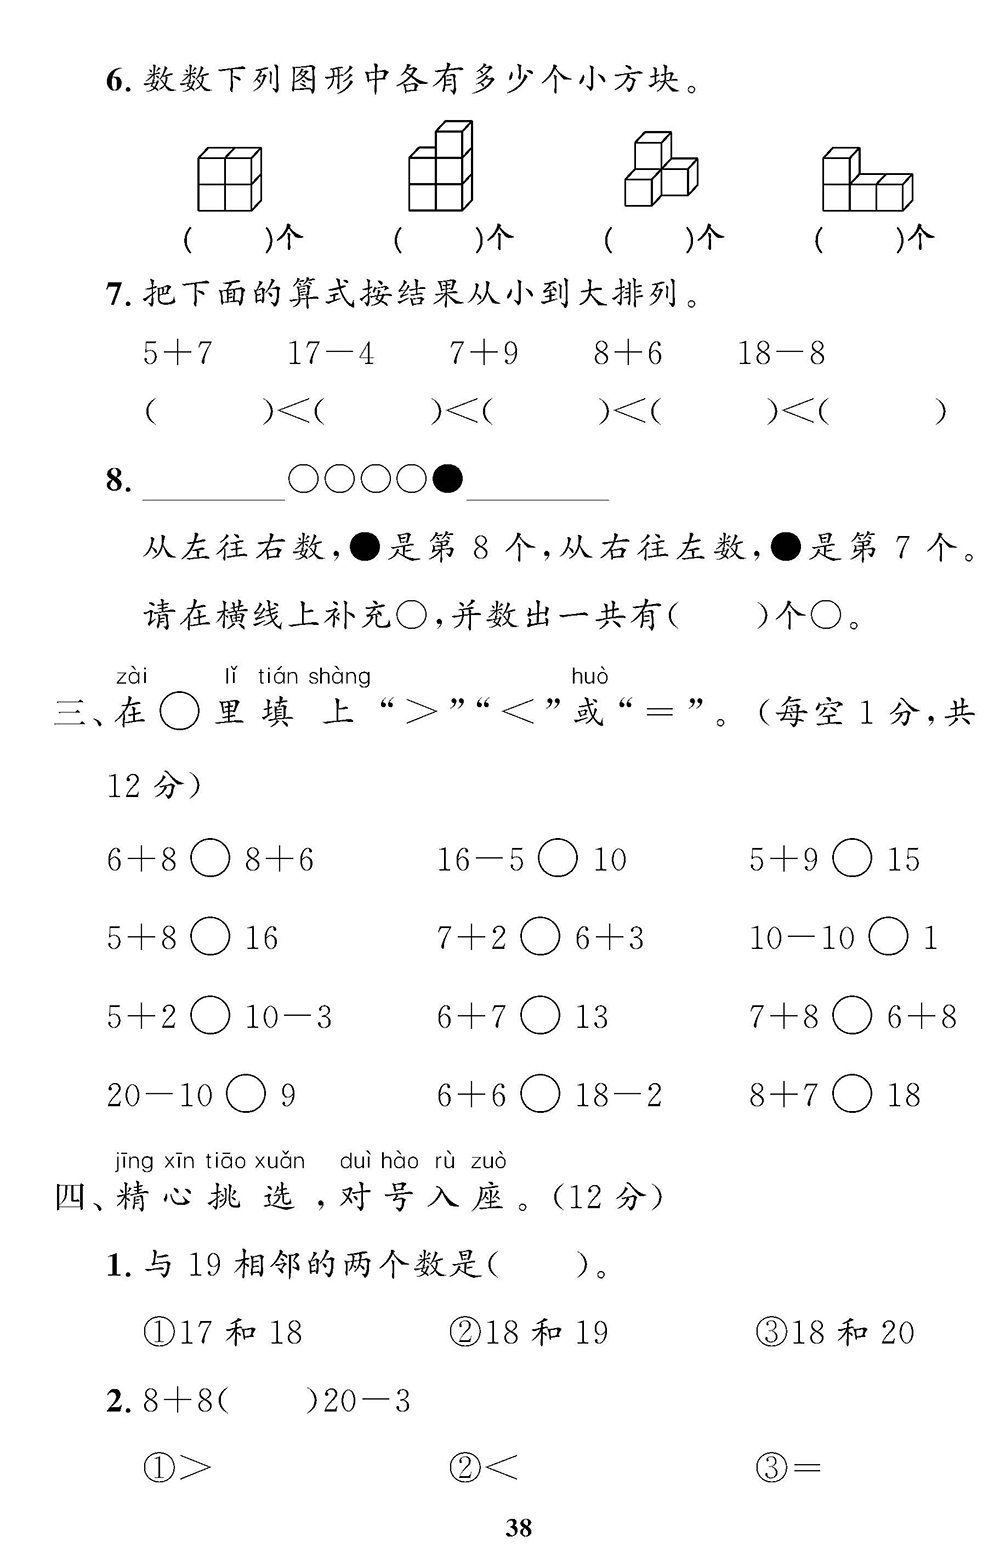 6. 数数下列图形中各有多少个小方块。
(　　)个　(　　)个　(　　)个　(　　)个
7. 把下面的算式按结果从小到大排列。
5+7　17-4　7+9　8+6　18-8
(　　)<(　　)<(　　)<(　　)<(　　)
8. ________○○○○●________
从左往右数,●是第 8 个,从右往左数,●是第 7 个。
请在横线上补充○,并数出一共有(　　)个○。
zài lǐ tián shàng huò
三、在○里填上“>”“<”或“=”。(每空 1 分,共
12 分)
6+8○8+6　16-5○10　5+9○15
5+8○16　7+2○6+3　10-10○1
5+2○10-3　6+7○13　7+8○6+8
20-10○9　6+6○18-2　8+7○18
jīng xīn tiāo xuǎn duì hào rù zuò
四、精心挑选,对号入座。(12 分)
1. 与 19 相邻的两个数是(　　)。
①17 和 18　②18 和 19　③18 和 20
2. 8+8(　　)20-3
①>　②<　③=
38